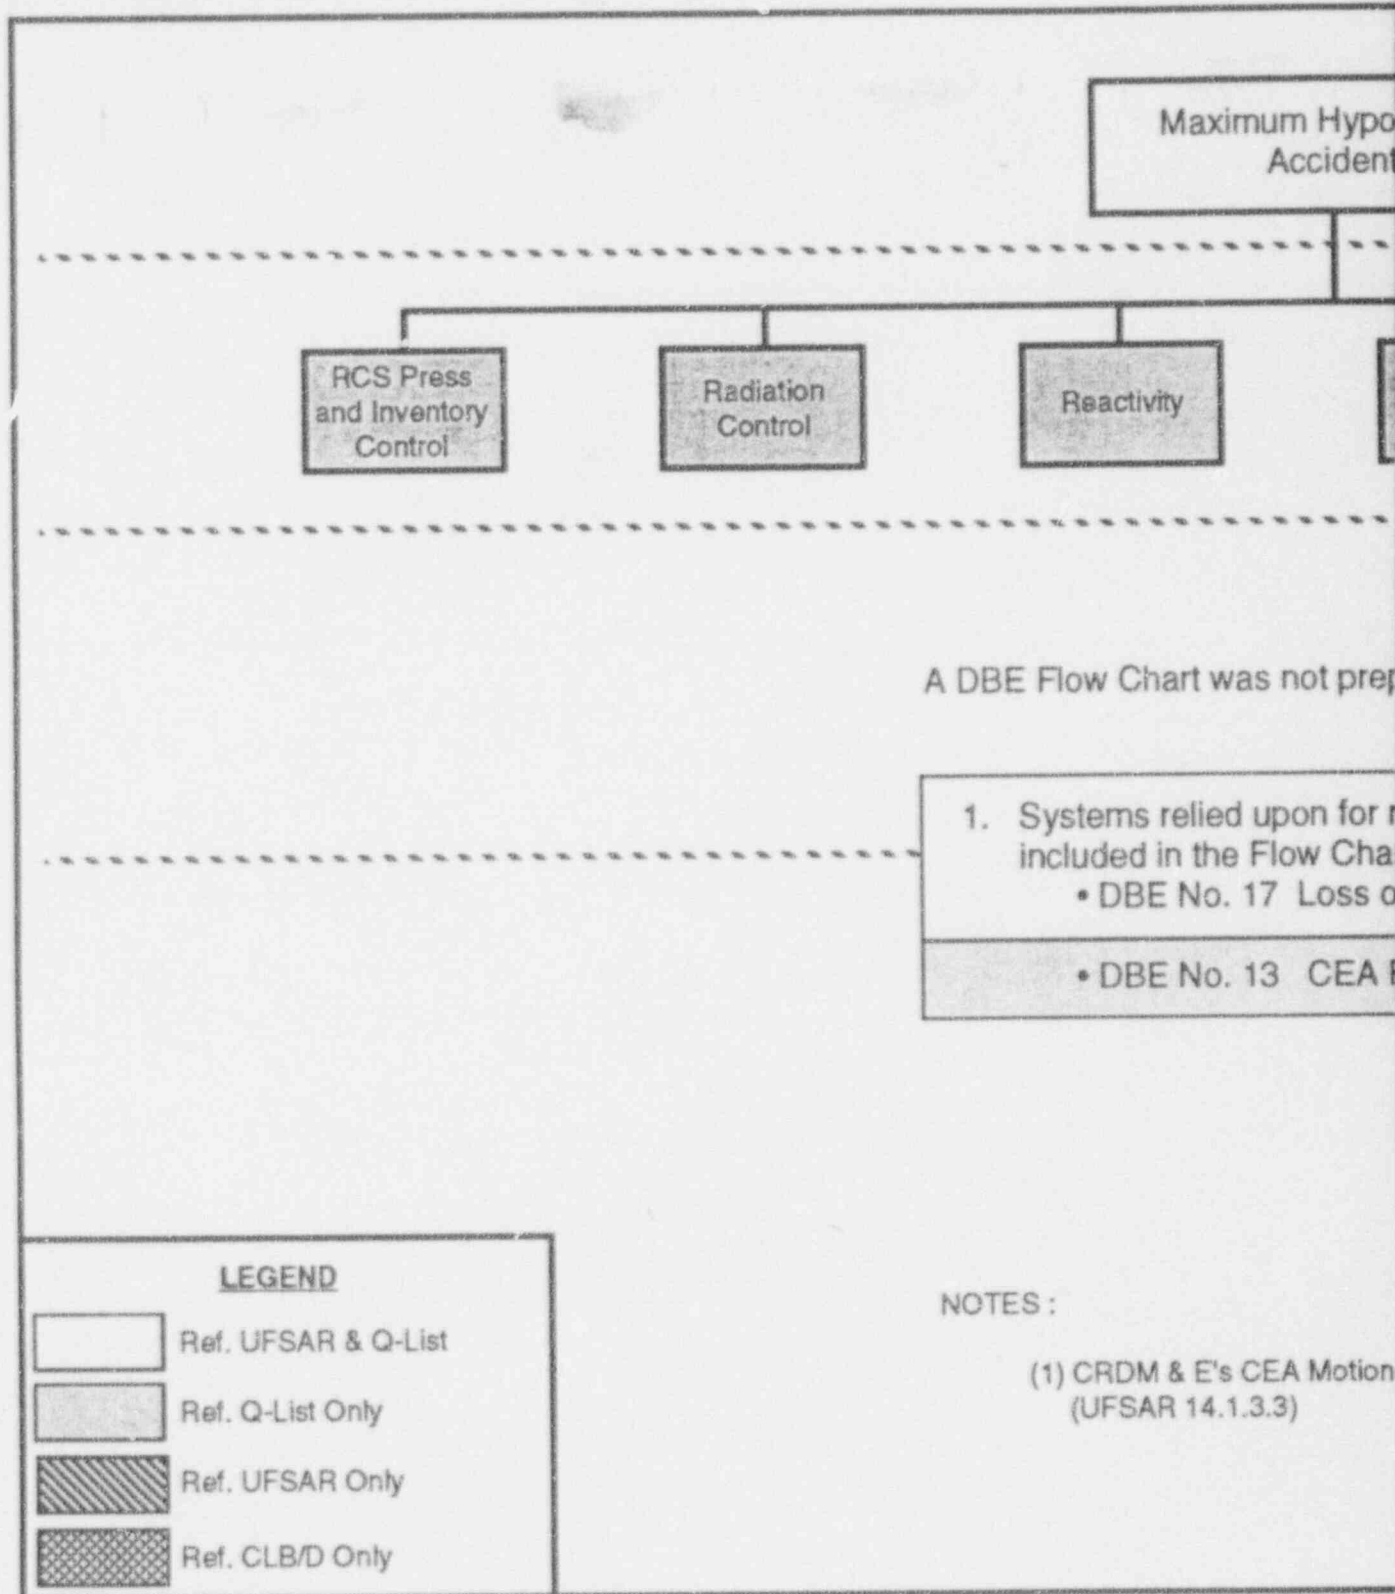 Maximum Hypo
Accident
RCS Press
and Inventory
Control
Radiation
Control
Reactivity
A DBE Flow Chart was not prep
1. Systems relied upon for r
included in the Flow Cha
• DBE No. 17 Loss o
• DBE No. 13 CEA E
LEGEND
Ref. UFSAR & Q-List
Ref. Q-List Only
Ref. UFSAR Only
Ref. CLB/D Only
NOTES :
(1) CRDM & E's CEA Motion
(UFSAR 14.1.3.3)